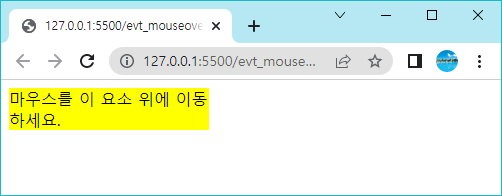 127.0.0.1:5500/evt_mouseove
127.0.0.1:5500/evt_mouse...
마우스를 이 요소 위에 이동
하세요.